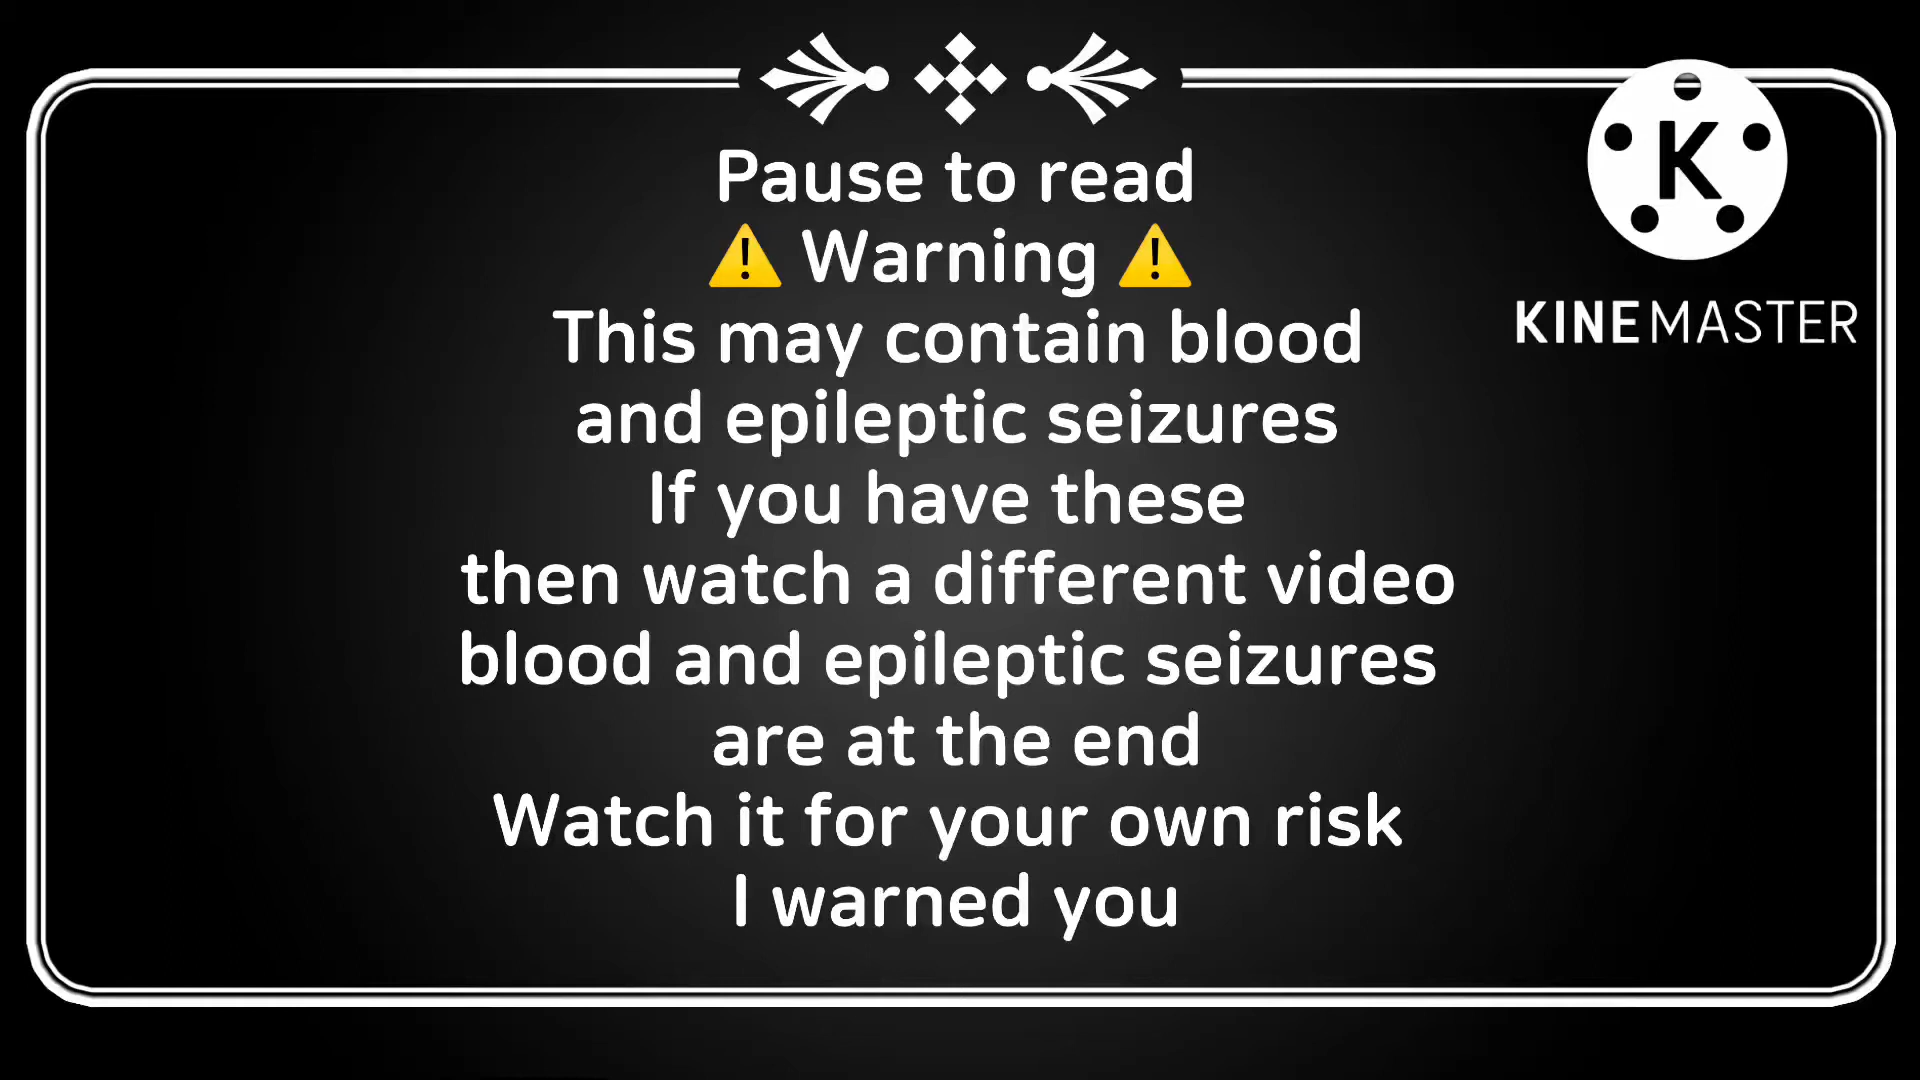 Pause to read
⚠️ Warning ⚠️
This may contain blood
and epileptic seizures
If you have these
then watch a different video
blood and epileptic seizures
are at the end
Watch it for your own risk
I warned you
K
KINEMASTER